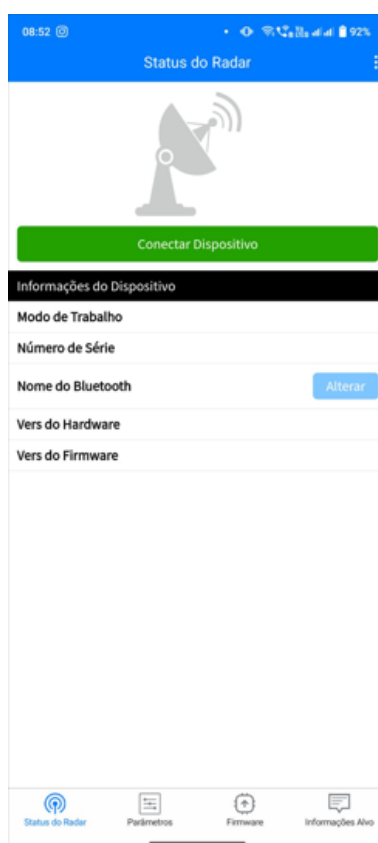 08:52 92%
Status do Radar
Conectar Dispositivo
Informações do Dispositivo
Modo de Trabalho
Número de Série
Nome do Bluetooth Alterar
Vers do Hardware
Vers do Firmware
Status do Radar Parâmetros Firmware Informações Alvo